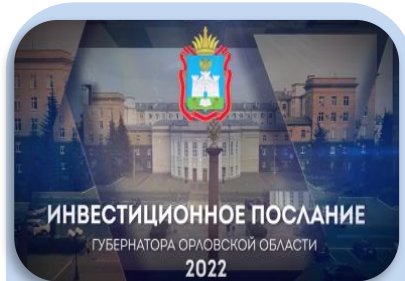 ИНВЕСТИЦИОННОЕ ПОСЛАНИЕ
ГУБЕРНАТОРА ОРЛОВСКОЙ ОБЛАСТИ
2022